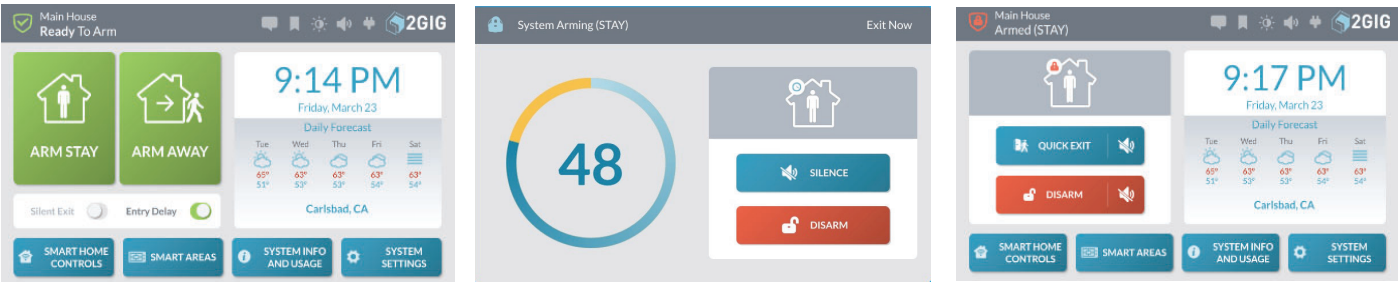 Main House
Ready To Arm
2GIG
ARM STAY
ARM AWAY
Silent Exit
Entry Delay
9:14 PM
Friday, March 23
Daily Forecast
Tue Wed Thu Fri Sat
65° 63° 63° 63° 63°
51° 53° 53° 54° 54°
Carlsbad, CA
SMART HOME
CONTROLS
SMART AREAS
SYSTEM INFO
AND USAGE
SYSTEM
SETTINGS
System Arming (STAY)
Exit Now
48
SILENCE
DISARM
Main House
Armed (STAY)
2GIG
QUICK EXIT
DISARM
9:17 PM
Friday, March 23
Daily Forecast
Tue Wed Thu Fri Sat
65° 63° 63° 63° 63°
51° 53° 53° 54° 54°
Carlsbad, CA
SMART HOME
CONTROLS
SMART AREAS
SYSTEM INFO
AND USAGE
SYSTEM
SETTINGS